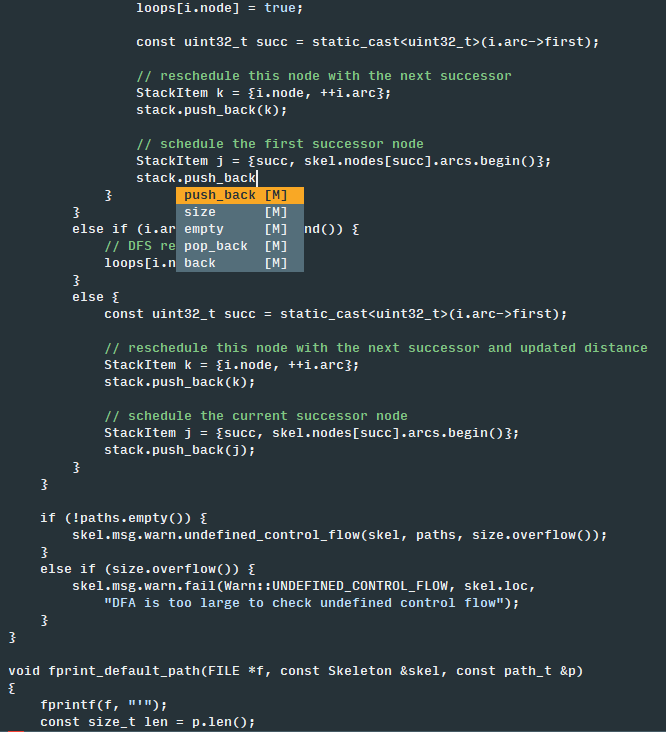 loops[i.node] = true;

                const uint32_t succ = static_cast<uint32_t>(i.arc->first);

                // reschedule this node with the next successor
                StackItem k = {i.node, ++i.arc};
                stack.push_back(k);

                // schedule the first successor node
                StackItem j = {succ, skel.nodes[succ].arcs.begin()};
                stack.push_back
            }         push_back [M]
        }             size      [M]
        else if (i.ar empty     [M] nd()) {
            // DFS re pop_back  [M]
            loops[i.n back      [M]
        }
        else {
            const uint32_t succ = static_cast<uint32_t>(i.arc->first);

            // reschedule this node with the next successor and updated distance
            StackItem k = {i.node, ++i.arc};
            stack.push_back(k);

            // schedule the current successor node
            StackItem j = {succ, skel.nodes[succ].arcs.begin()};
            stack.push_back(j);
        }
    }

    if (!paths.empty()) {
        skel.msg.warn.undefined_control_flow(skel, paths, size.overflow());
    }
    else if (size.overflow()) {
        skel.msg.warn.fail(Warn::UNDEFINED_CONTROL_FLOW, skel.loc,
            "DFA is too large to check undefined control flow");
    }
}

void fprint_default_path(FILE *f, const Skeleton &skel, const path_t &p)
{
    fprintf(f, "'");
    const size_t len = p.len();